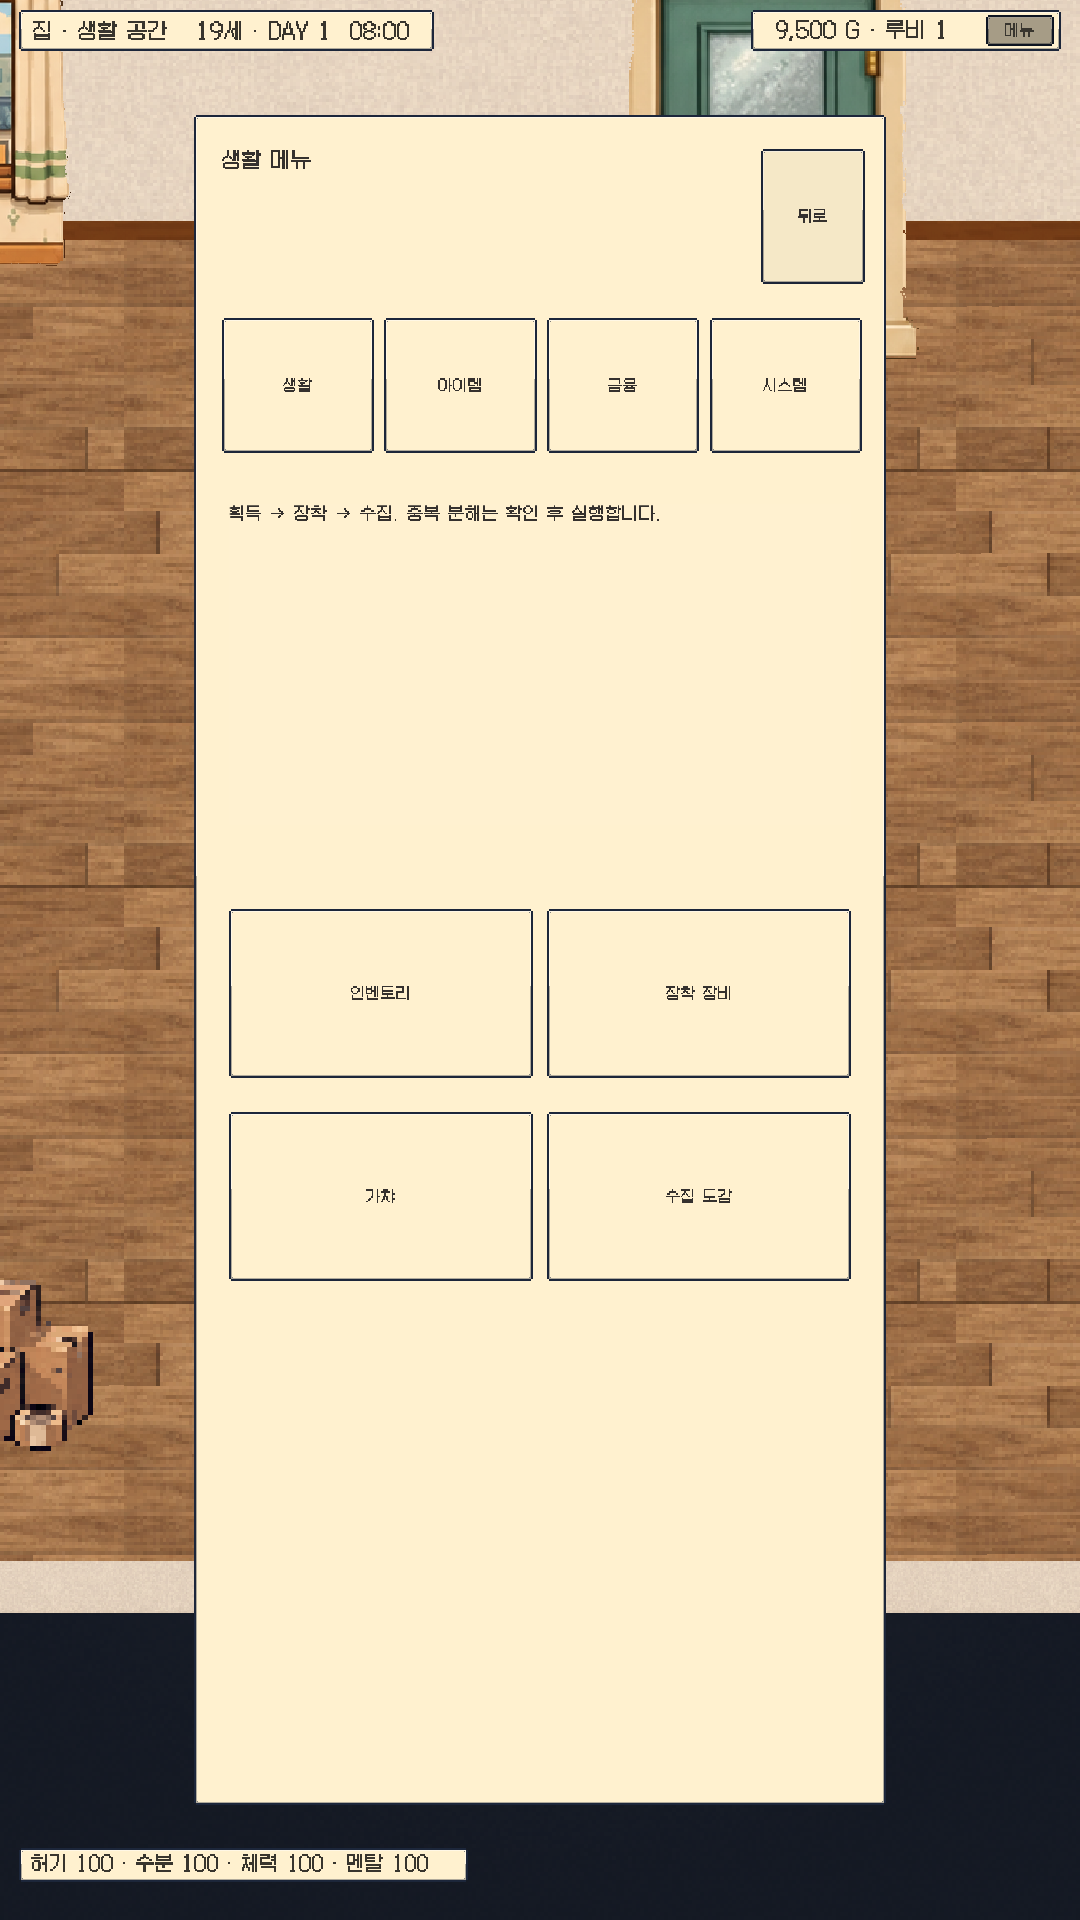 집 · 생활 공간 19세 · DAY 1 08:00
9,500 G · 루비 1 메뉴
생활 메뉴
뒤로
생활 아이템 금융 시스템
획득 → 장착 → 수집. 중복 분해는 확인 후 실행합니다.
인벤토리 장착 장비
가챠 수집 도감
허기 100 · 수분 100 · 체력 100 · 멘탈 100